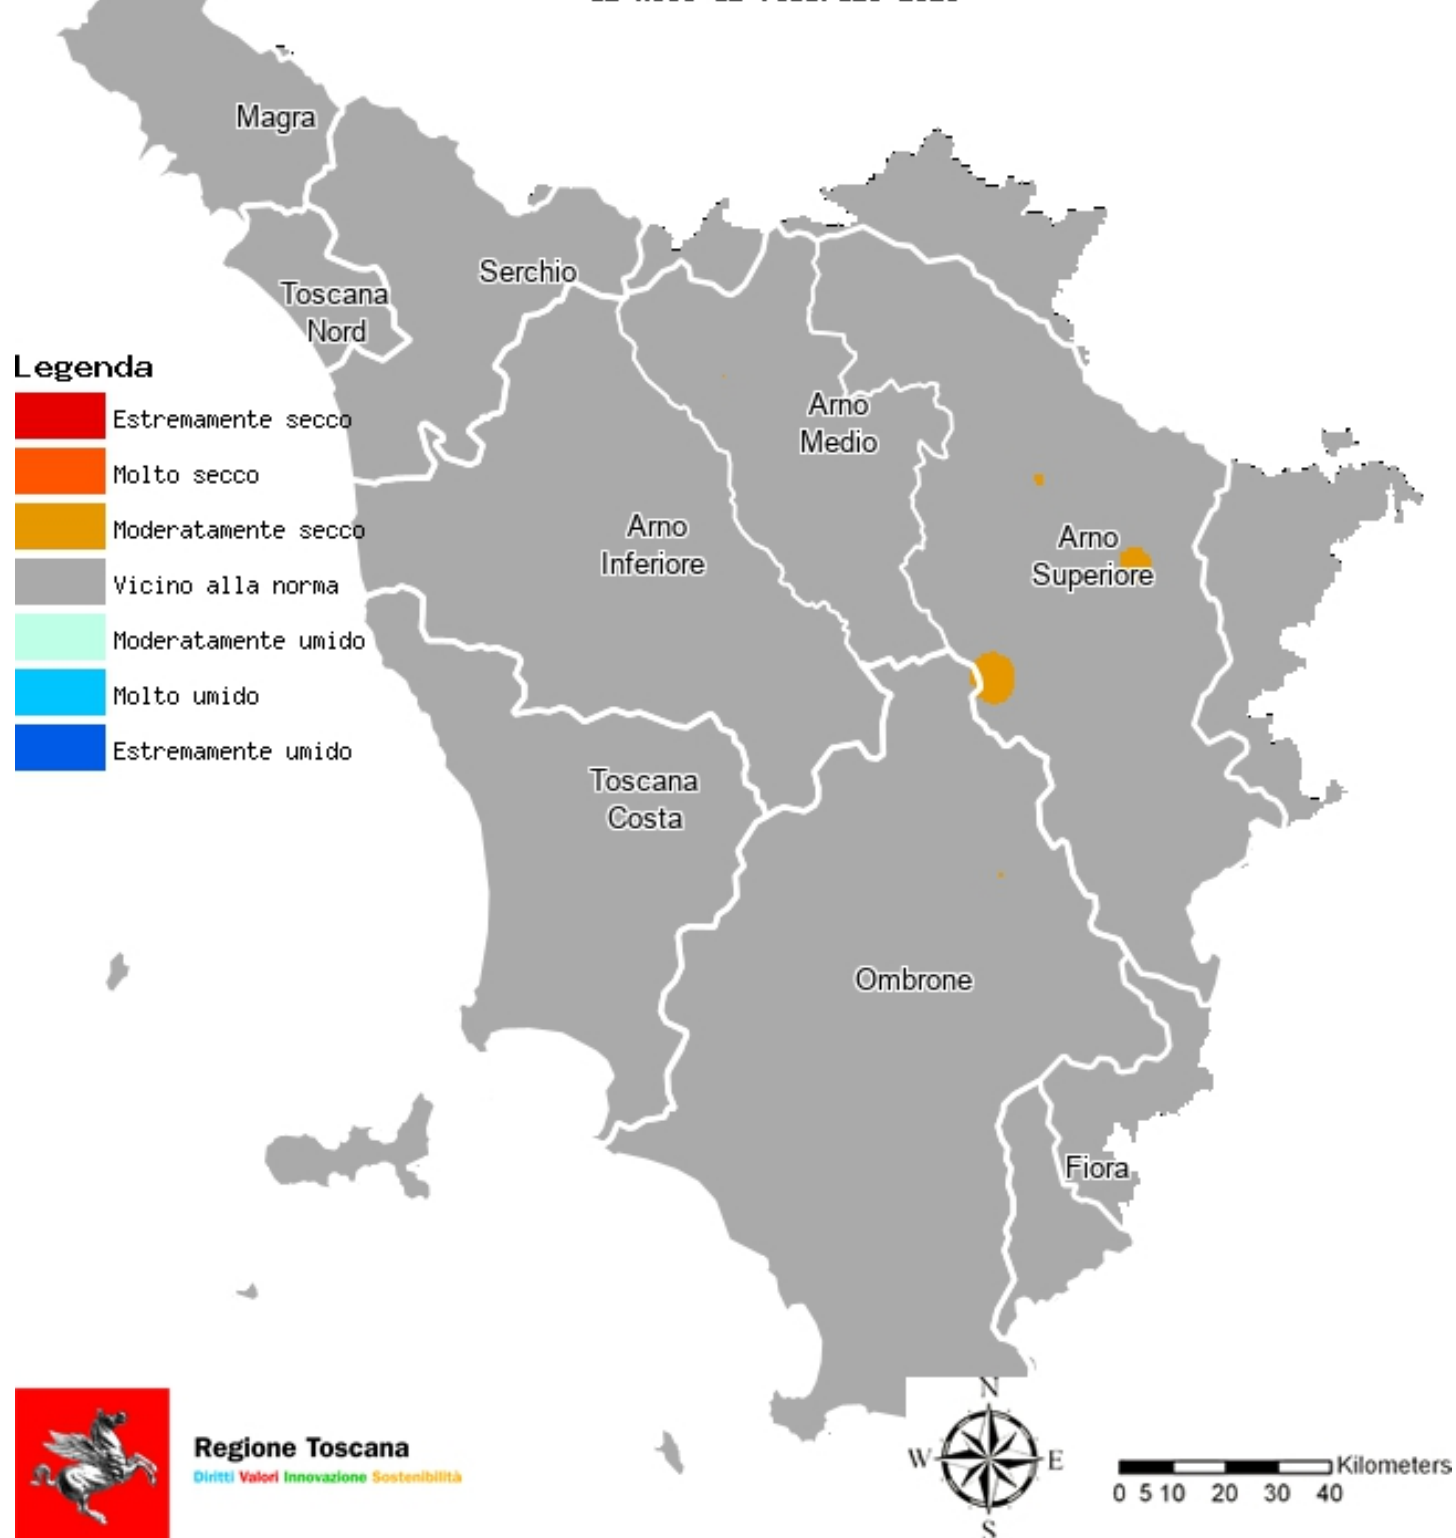 Magra
Serchio
Toscana
Nord
Legenda
Estremamente secco
Molto secco
Moderatamente secco
Vicino alla norma
Moderatamente umido
Molto umido
Estremamente umido
Arno
Medio
Arno
Inferiore
Arno
Superiore
Toscana
Costa
Ombrone
Fiora
Regione Toscana
Diritti Valori Innovazione Sostenibilità
N
W E
S
Kilometers
0 5 10 20 30 40